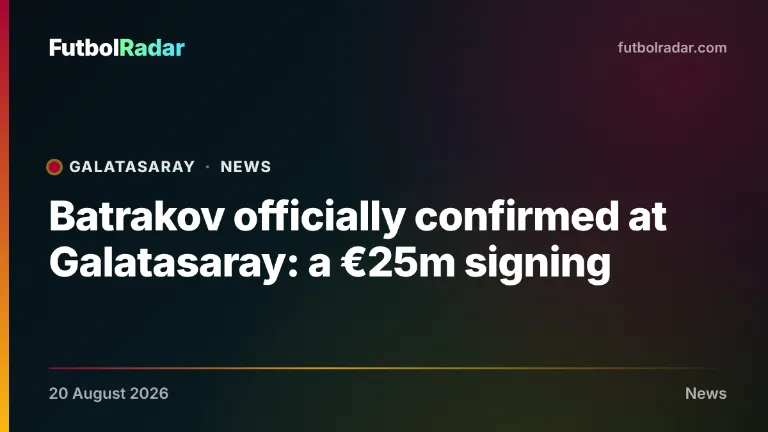 FutbolRadar
futbolradar.com
GALATASARAY · NEWS
Batrakov officially confirmed at
Galatasaray: a €25m signing
20 August 2026
News